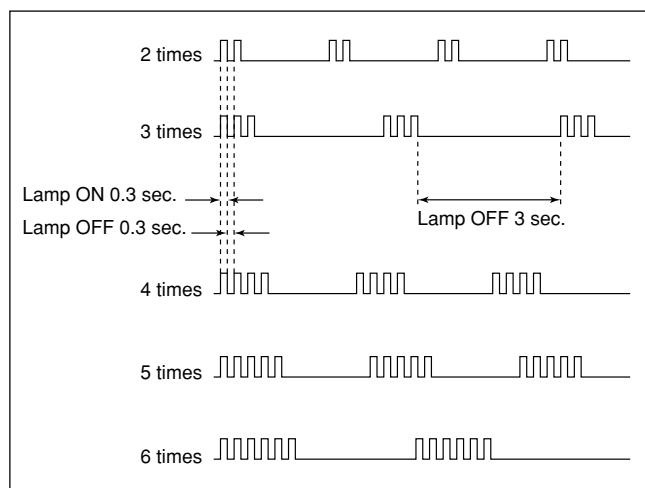 2 times
3 times
Lamp ON 0.3 sec.
Lamp OFF 3 sec.
Lamp OFF 0.3 sec.
4 times
5 times
6 times